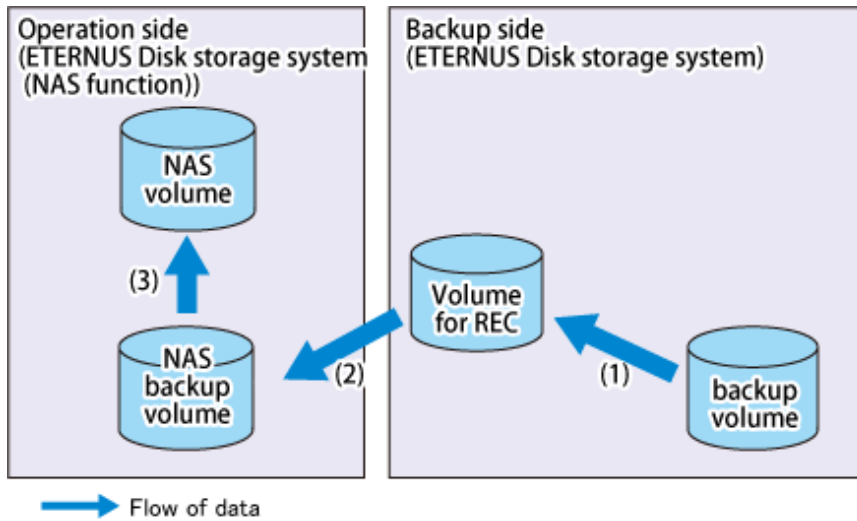 Operation side
(ETERNUS Disk storage system
(NAS function))
NAS
volume
(3)
NAS
backup
volume
(2)
Backup side
(ETERNUS Disk storage system)
Volume
for REC
(1)
backup
volume
Flow of data